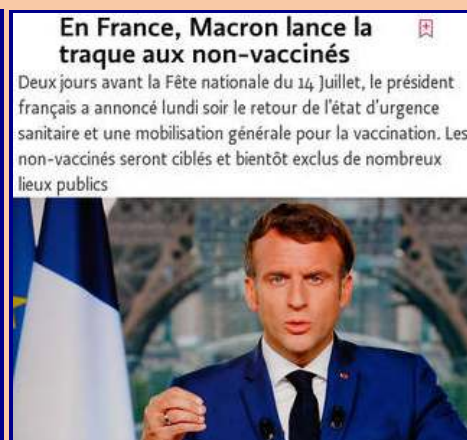 En France, Macron lance la
traque aux non-vaccinés
Deux jours avant la Fête nationale du 14 Juillet, le président
français a annoncé lundi soir le retour de l'état d'urgence
sanitaire et une mobilisation générale pour la vaccination. Les
non-vaccinés seront ciblés et bientôt exclus de nombreux
lieux publics